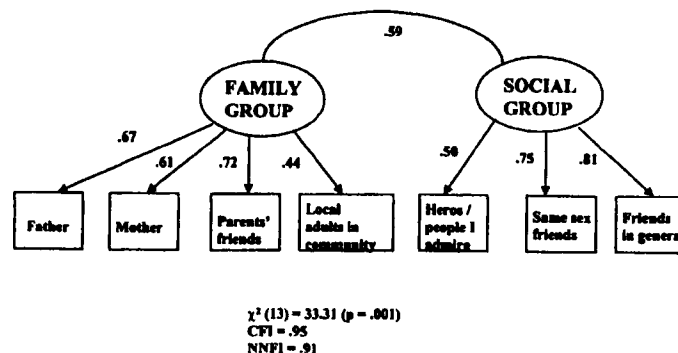 .59
FAMILY
GROUP
SOCIAL
GROUP
.67
.61
.72
.44
.50
.75
.81
Father
Mother
Parents'
friends
Local
adults in
community
Heros /
people I
admire
Same sex
friends
Friends
in general
χ² (13) = 33.31 (p = .001)
CFI = .95
NNFI = .91